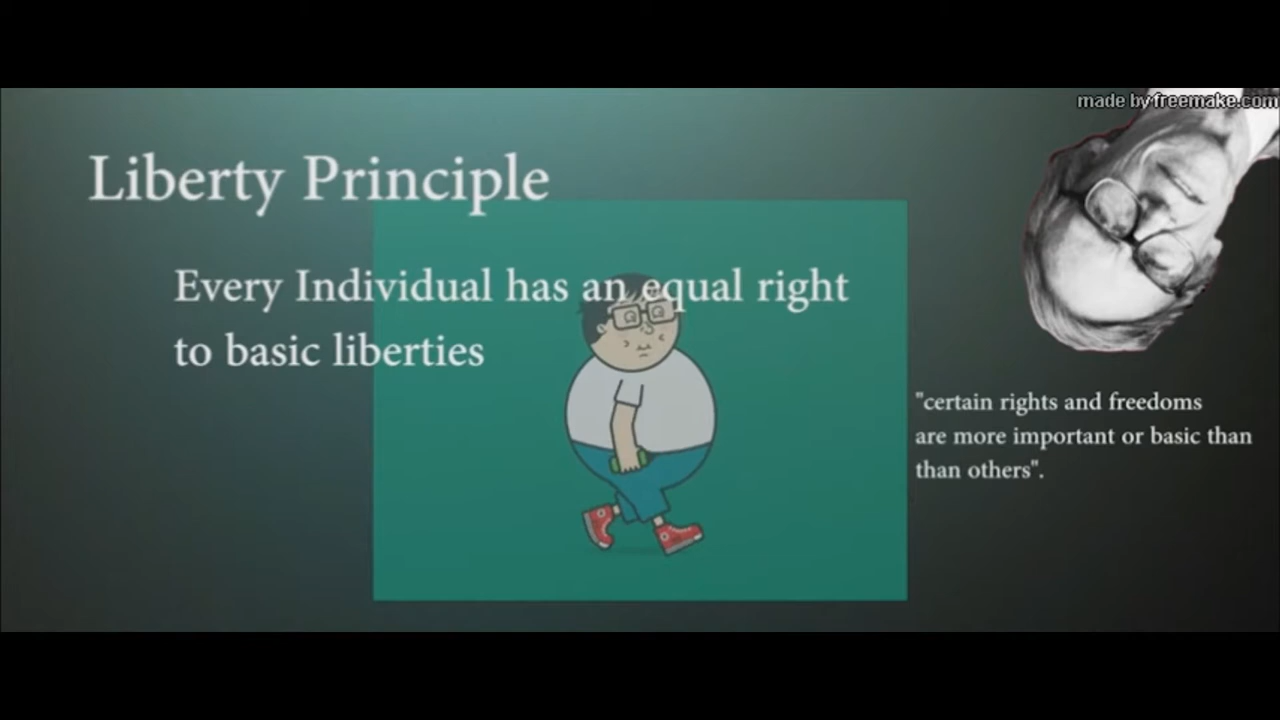 made by freemake.com
Liberty Principle
Every Individual has an equal right
to basic liberties
"certain rights and freedoms
are more important or basic than
than others".